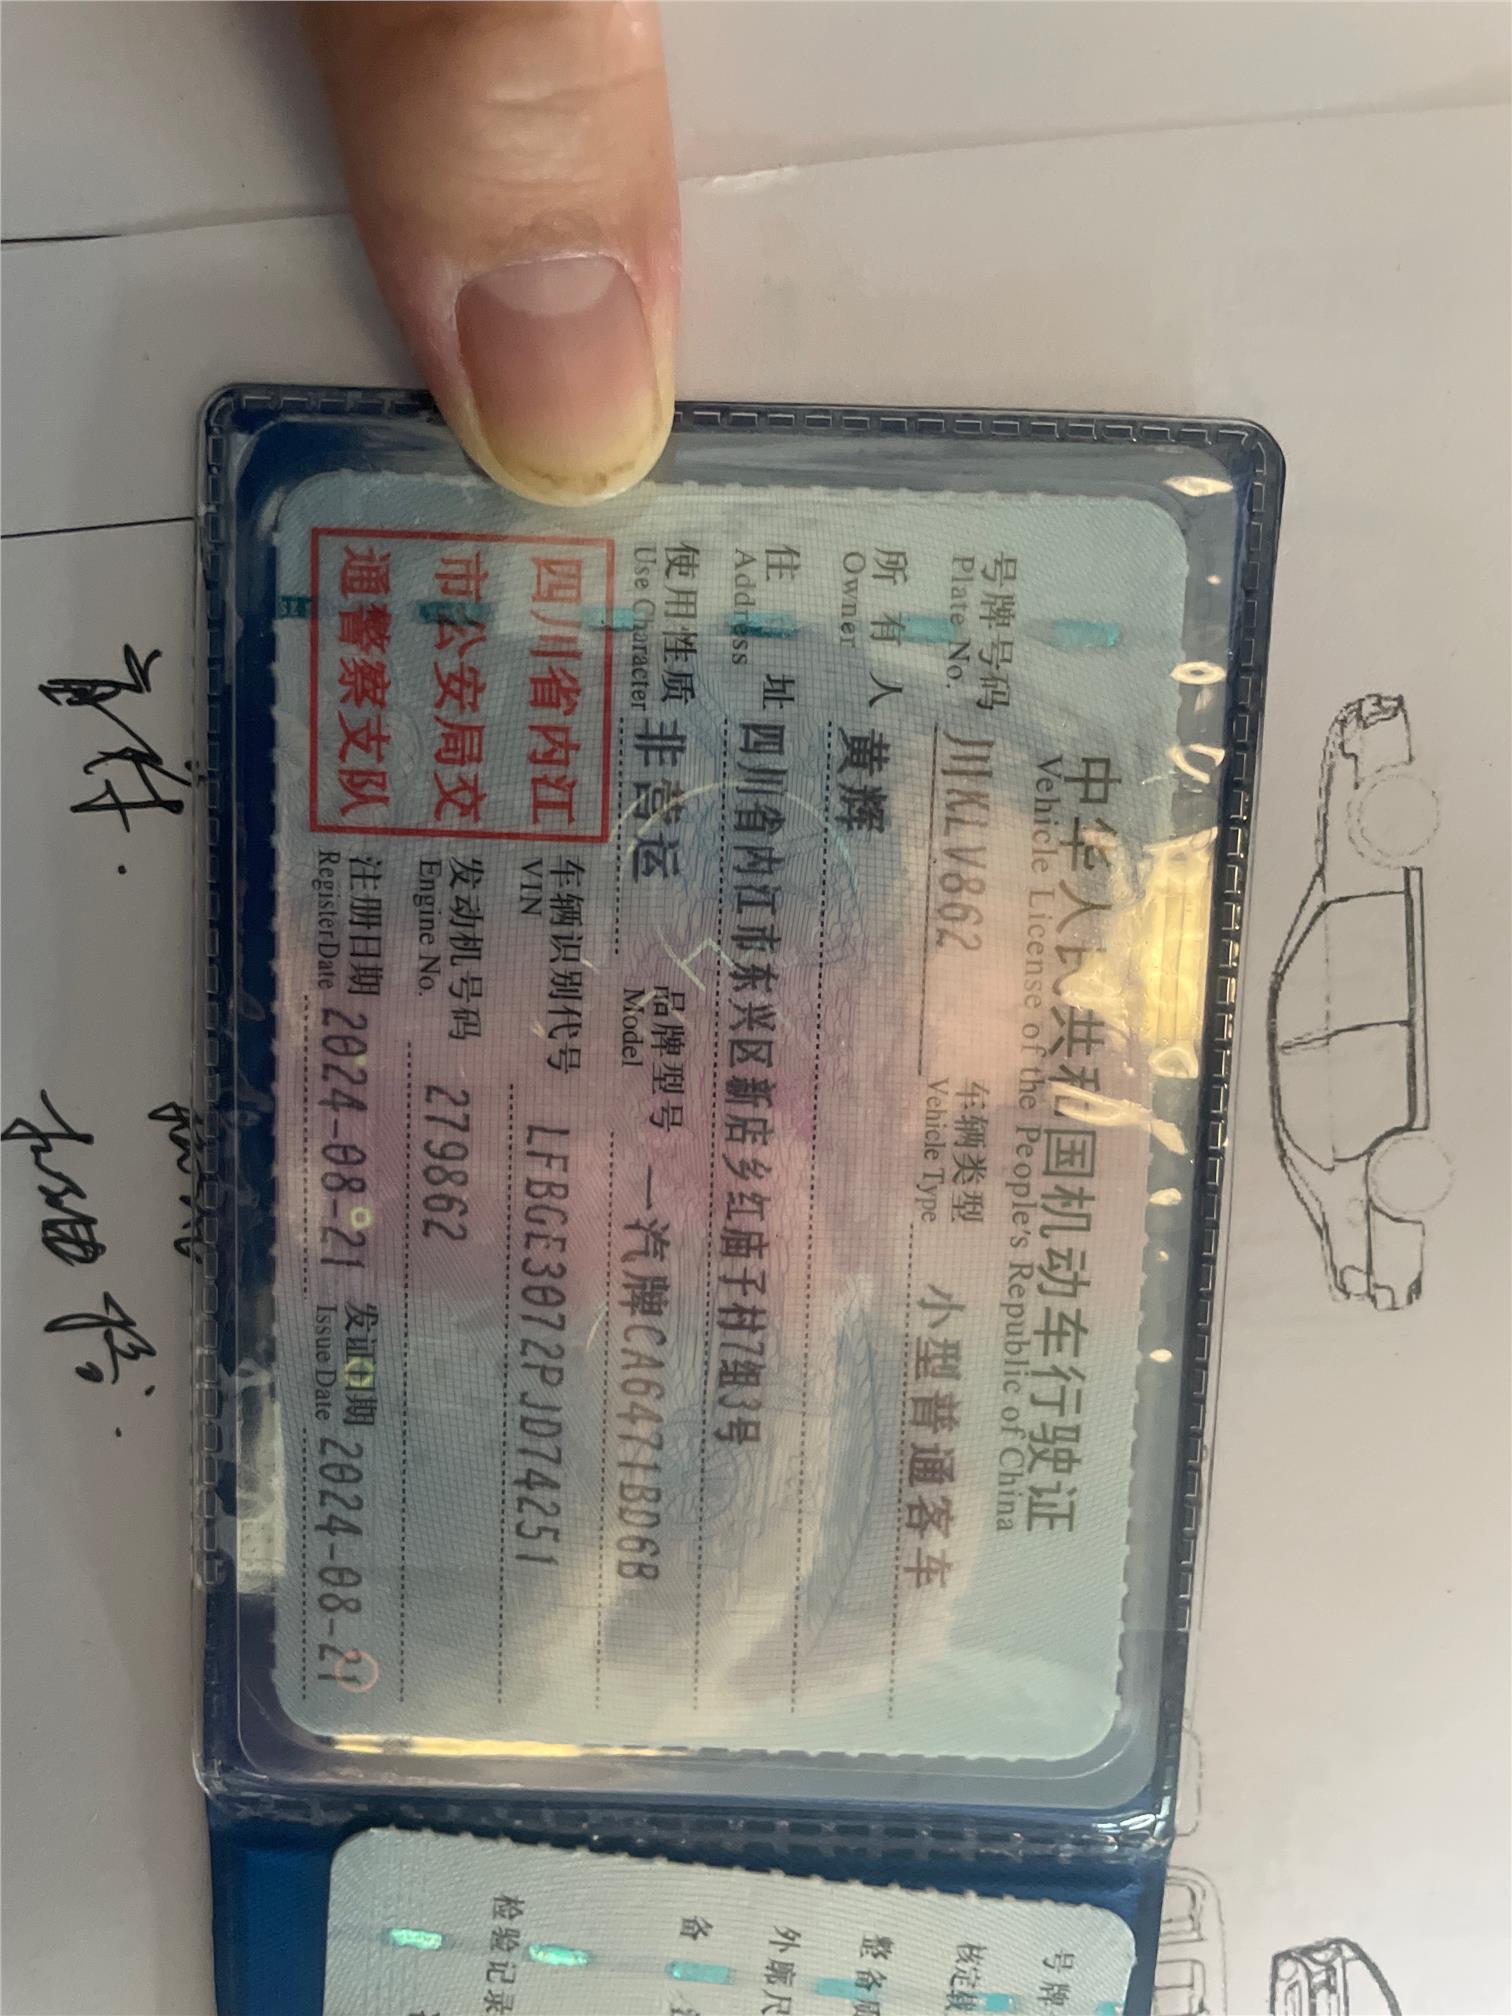 中华人民共和国机动车行驶证
Vehicle License of the People's Republic of China
号牌号码 川KLV862 车辆类型 小型普通客车
Plate No. Vehicle Type
所有人 黄辉
Owner
住址 四川省内江市东兴区新店乡红庙子村7组3号
Address
使用性质 非营运 品牌型号 一汽牌CA6471BD6B
Use Character Model
四川省内江
市公安局交
通警察支队
车辆识别代号 LFBGE3072PJD74251
VIN
发动机号码 279862
Engine No.
注册日期 2024-08-21 发证日期 2024-08-21
Register Date Issue Date
号牌
核定载
整备质
外廓尺
备
检验记录